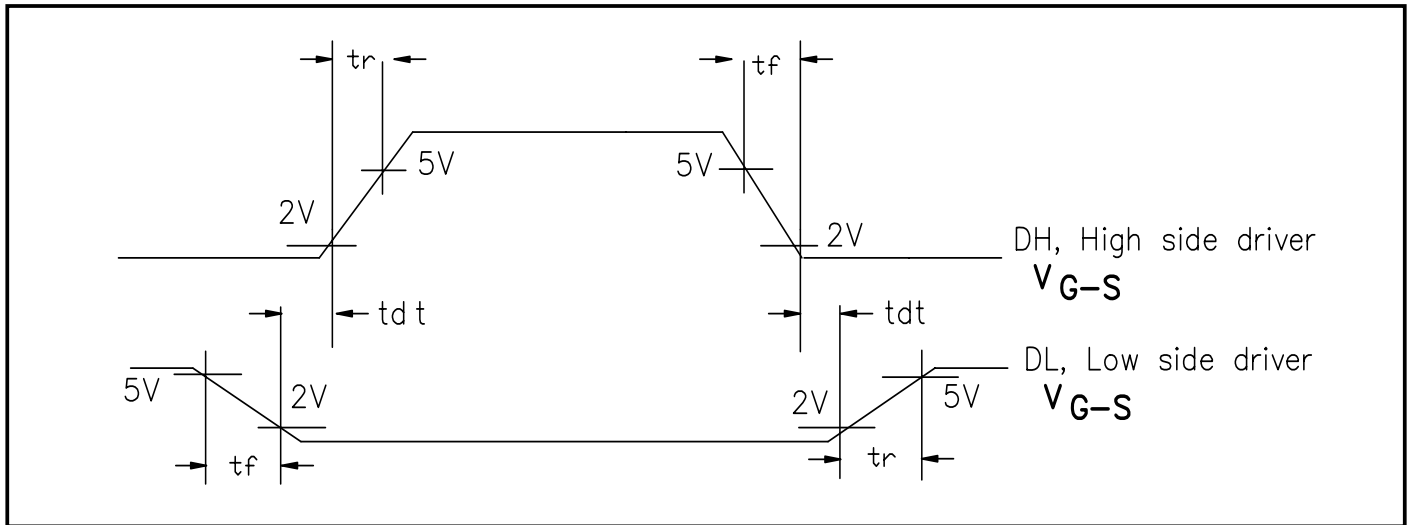 tr
tf
5V
5V
2V
2V
DH, High side driver
VG-S
td t
tdt
DL, Low side driver
VG-S
5V
2V
2V
5V
tf
tr